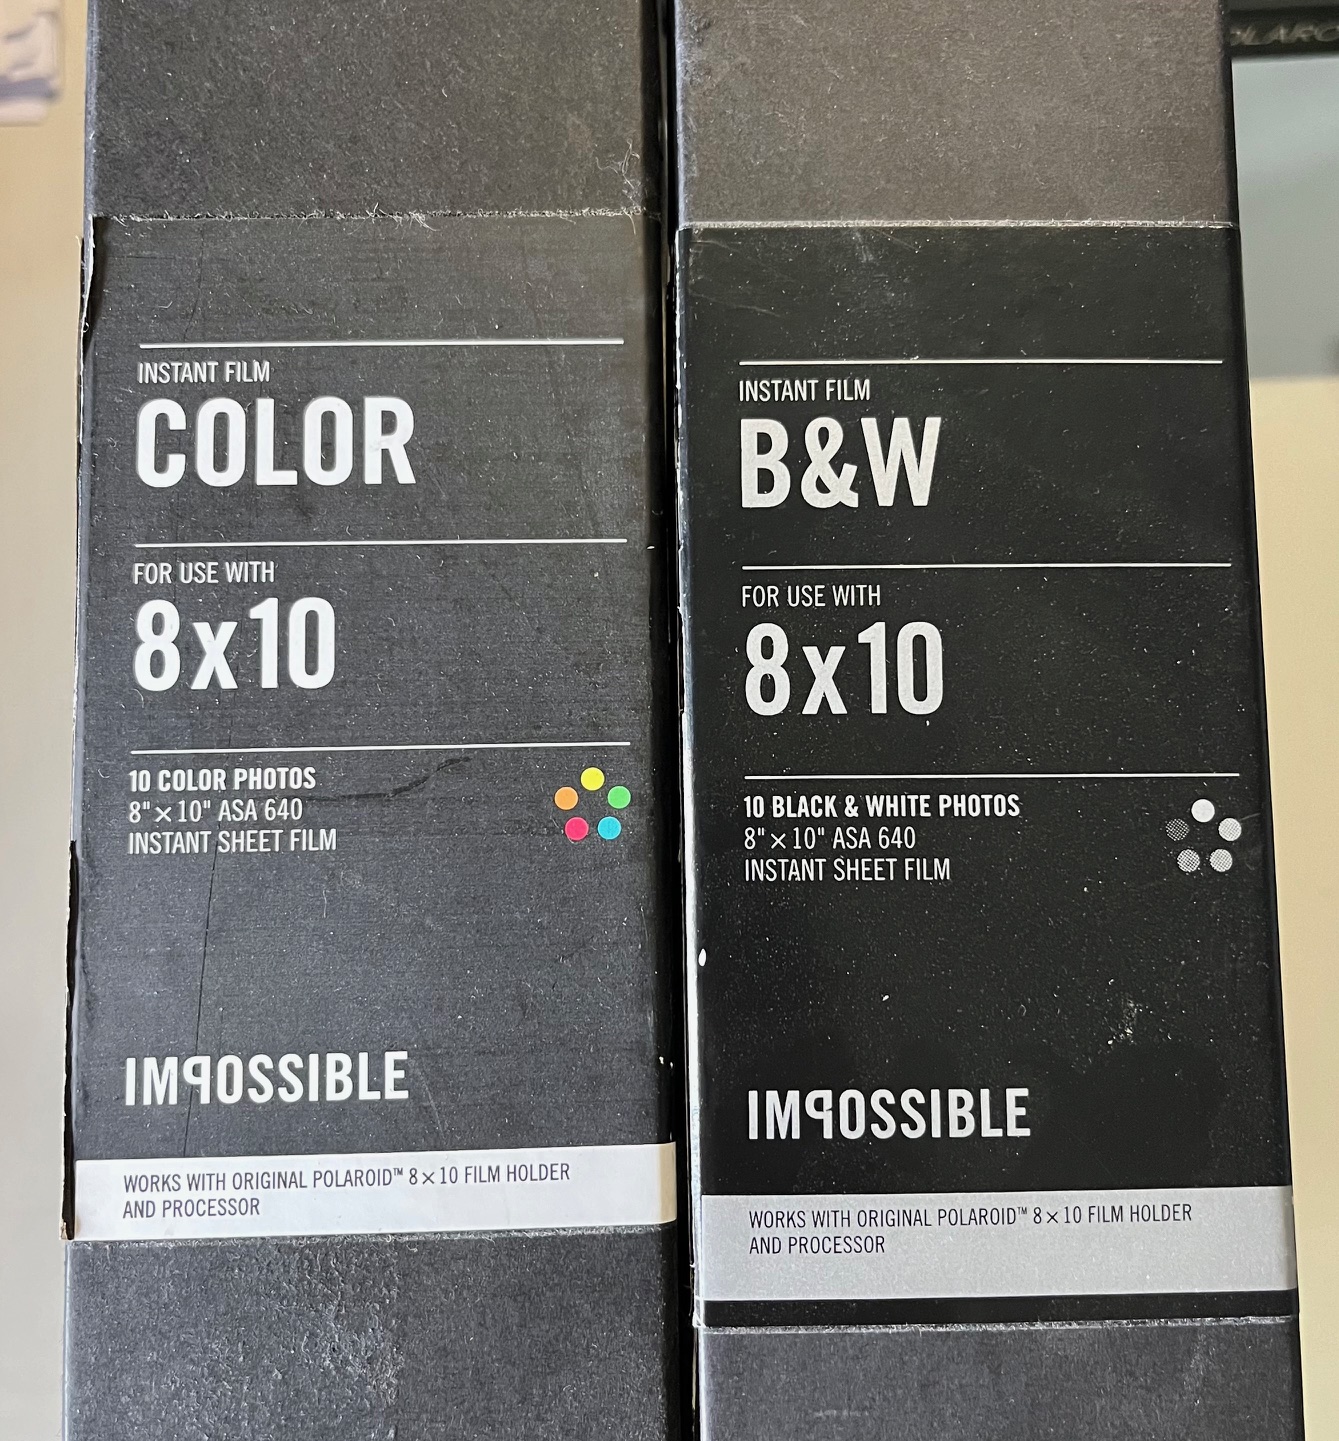 INSTANT FILM
COLOR
FOR USE WITH
8x10
10 COLOR PHOTOS
8" × 10" ASA 640
INSTANT SHEET FILM
IMPOSSIBLE
WORKS WITH ORIGINAL POLAROID™ 8 × 10 FILM HOLDER
AND PROCESSOR
INSTANT FILM
B&W
FOR USE WITH
8x10
10 BLACK & WHITE PHOTOS
8" × 10" ASA 640
INSTANT SHEET FILM
IMPOSSIBLE
WORKS WITH ORIGINAL POLAROID™ 8 × 10 FILM HOLDER
AND PROCESSOR